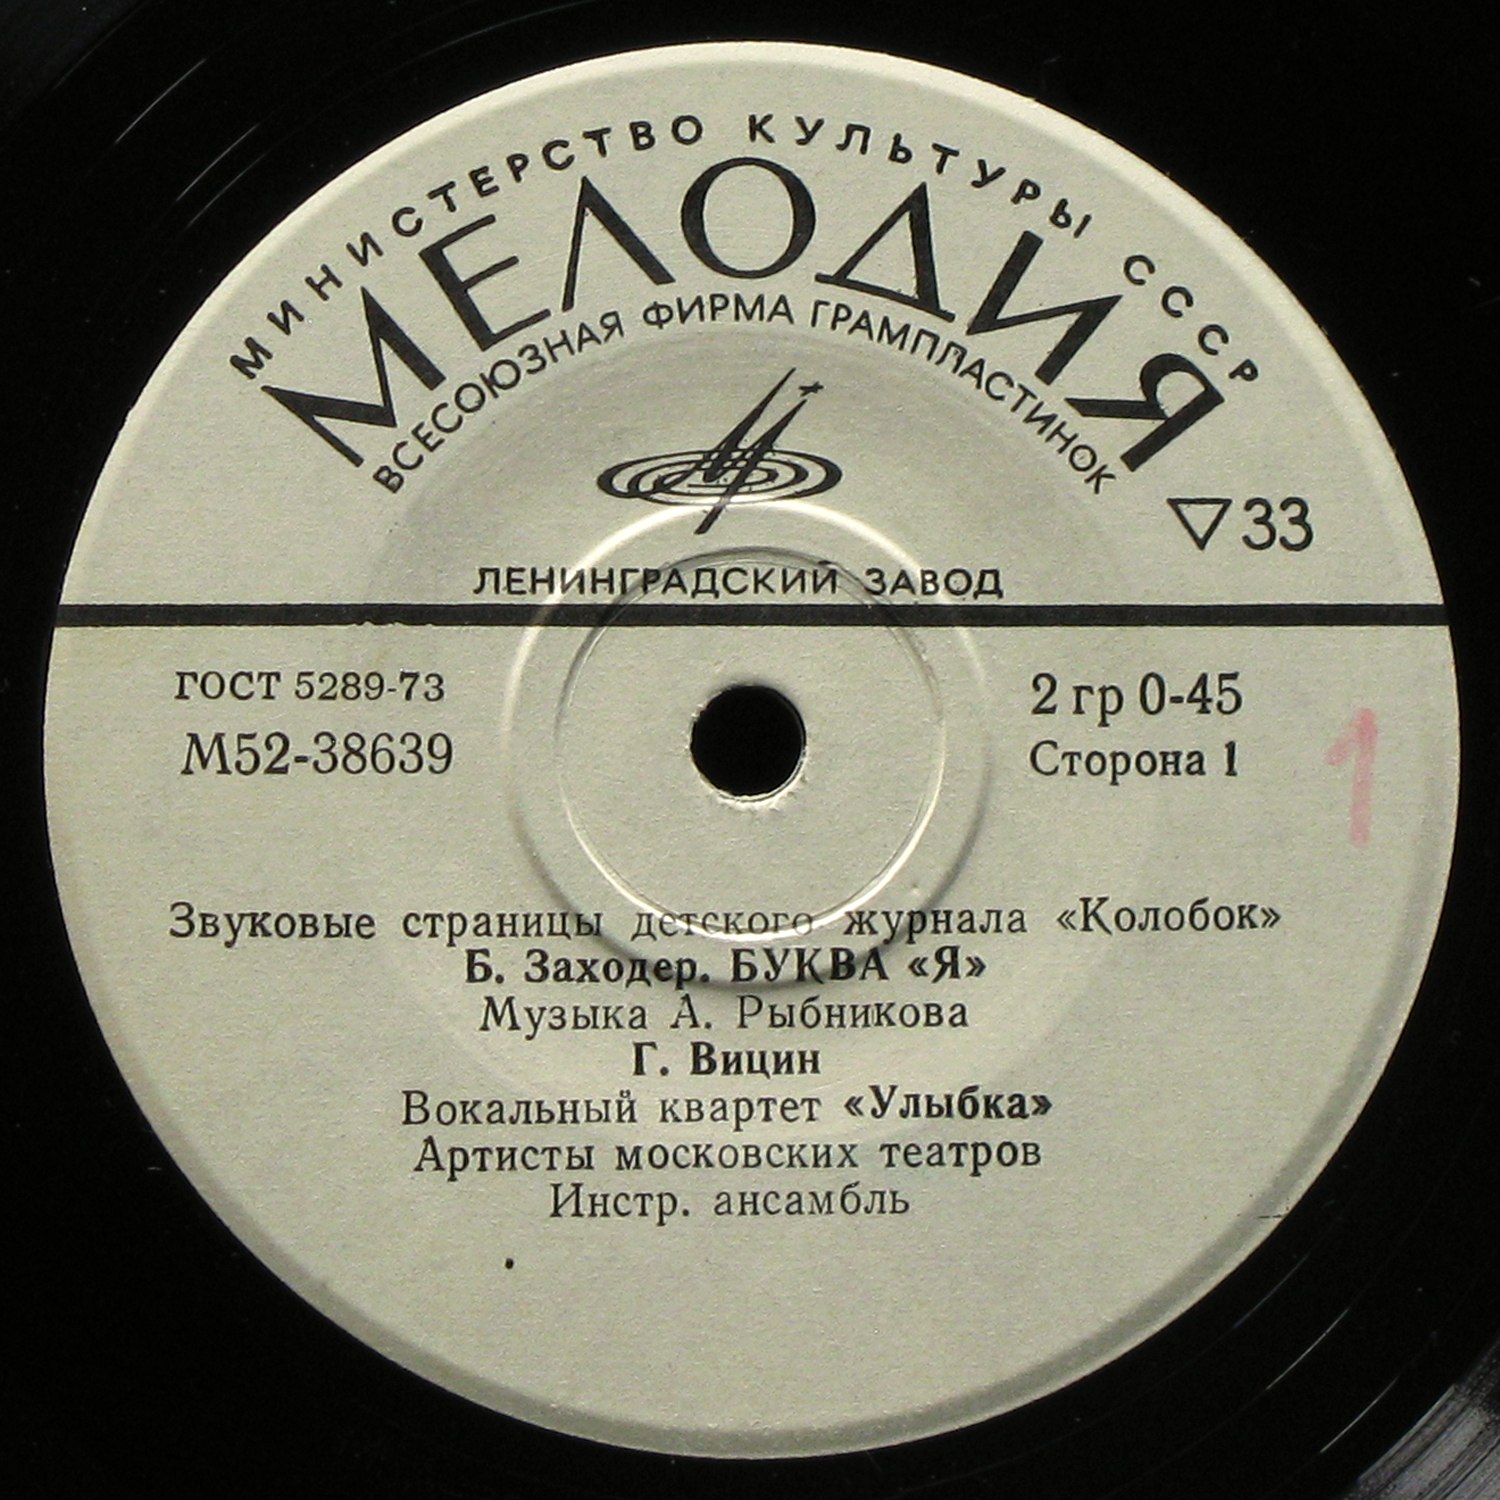 МИНИСТЕРСТВО КУЛЬТУРЫ СССР
МЕЛОДИЯ
ВСЕСОЮЗНАЯ ФИРМА ГРАМПЛАСТИНОК
▽33
ЛЕНИНГРАДСКИЙ ЗАВОД
ГОСТ 5289-73
М52-38639
2 гр 0-45
Сторона 1
1
Звуковые страницы детского журнала «Колобок»
Б. Заходер. БУКВА «Я»
Музыка А. Рыбникова
Г. Вицин
Вокальный квартет «Улыбка»
Артисты московских театров
Инстр. ансамбль